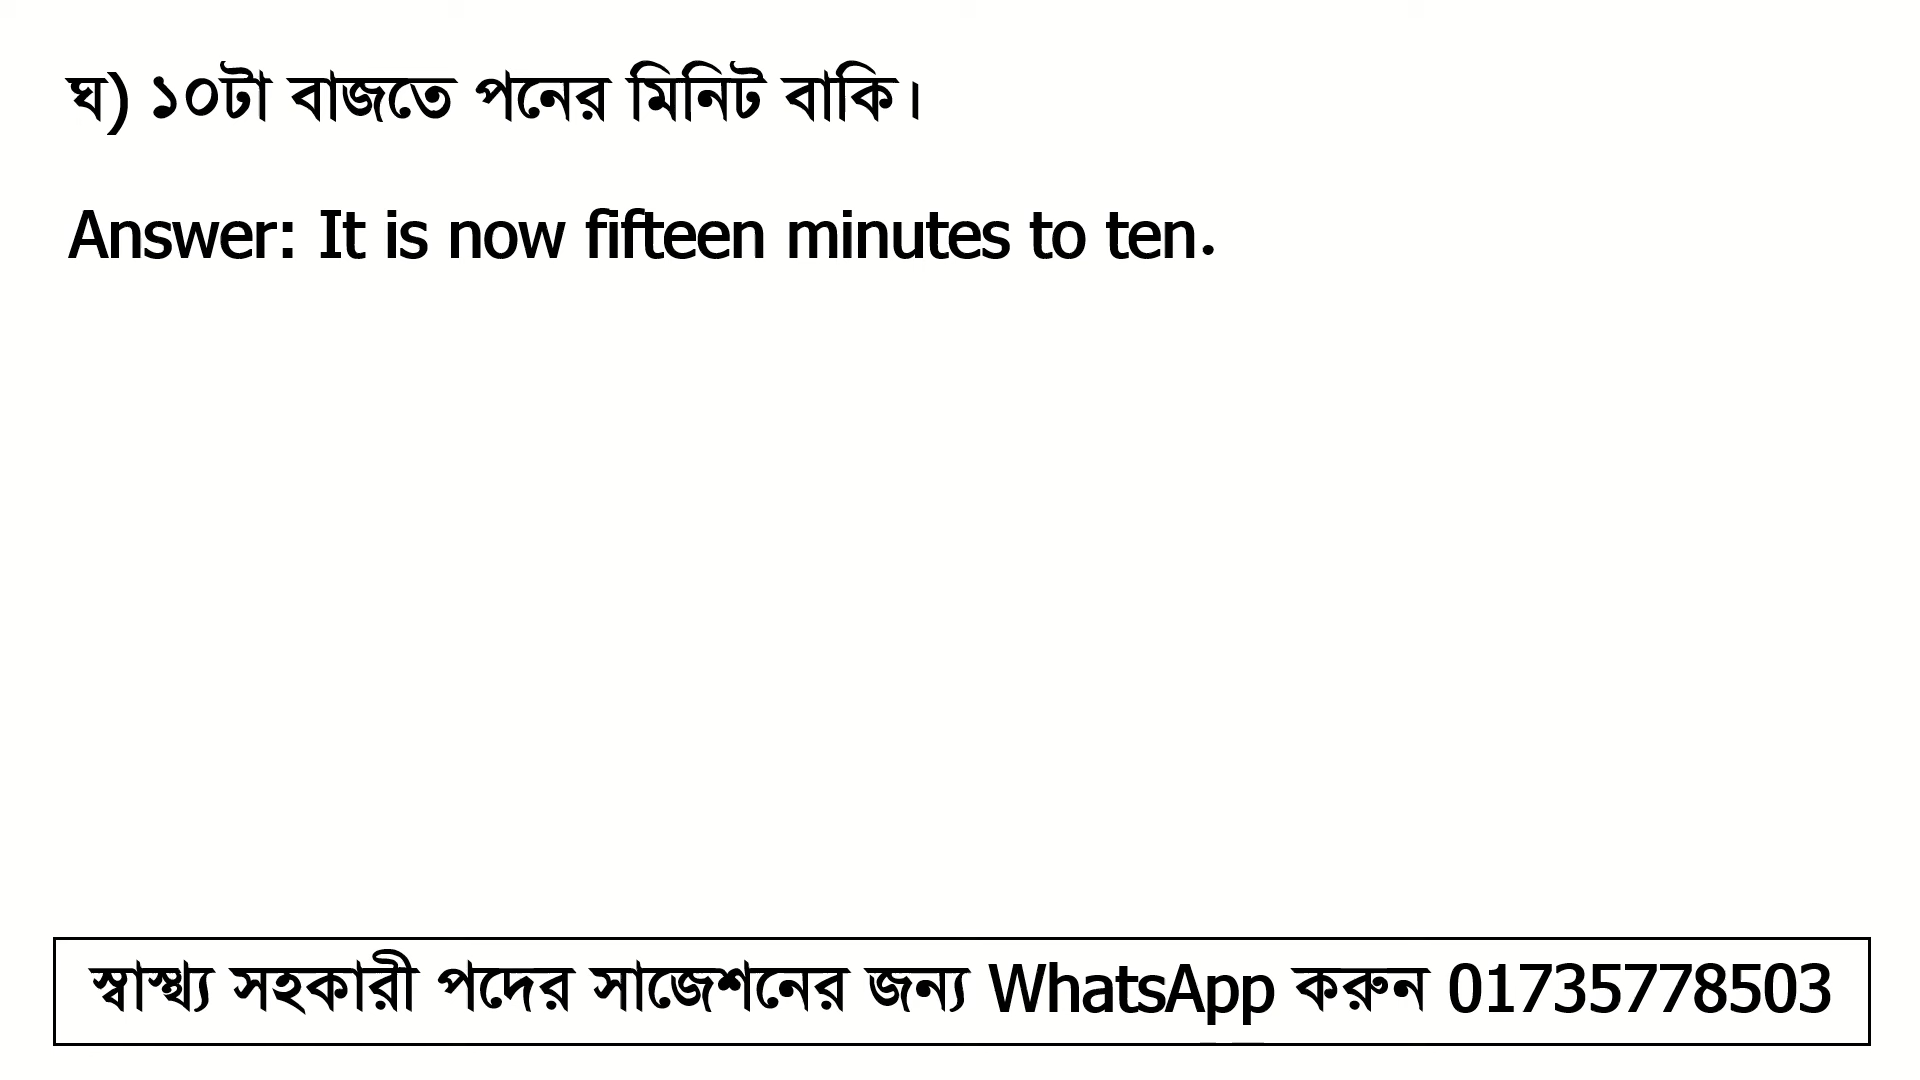 ঘ) ১০টা বাজতে পনের মিনিট বাকি।
Answer: It is now fifteen minutes to ten.
স্বাস্থ্য সহকারী পদের সাজেশনের জন্য WhatsApp করুন 01735778503